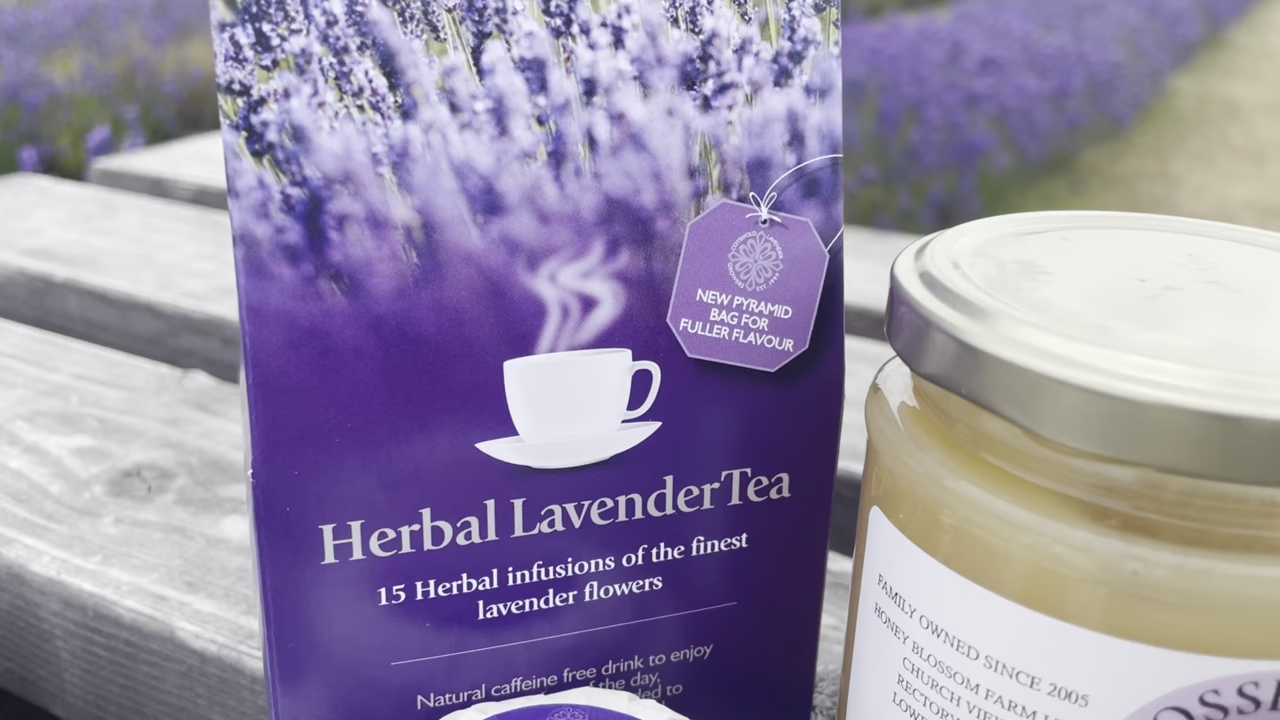 NEW PYRAMID
BAG FOR
FULLER FLAVOUR
Herbal Lavender Tea
15 Herbal infusions of the finest
lavender flowers
Natural caffeine free drink to enjoy
the day,
to
FAMILY OWNED SINCE 2005
HONEY BLOSSOM FARM
CHURCH
RECTORY